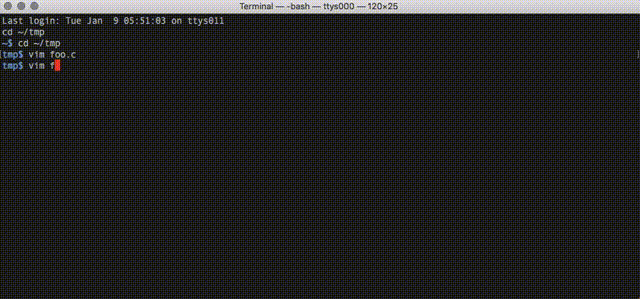 Terminal — -bash — ttys000 — 120×25
Last login: Tue Jan  9 05:51:03 on ttys011
cd ~/tmp
~$ cd ~/tmp
[tmp$ vim foo.c ]
tmp$ vim f